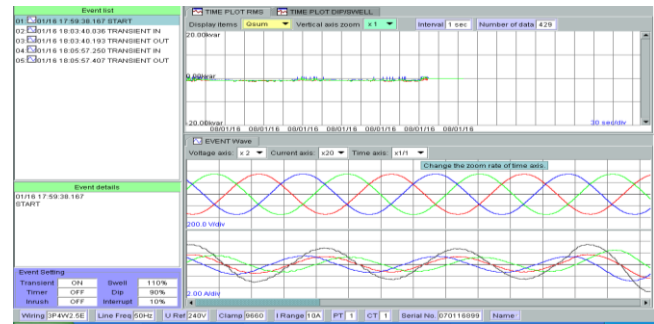 Event list
01 01/16 17:59:38.167 START
02 01/16 18:03:40.036 TRANSIENT IN
03 01/16 18:03:40.193 TRANSIENT OUT
04 01/16 18:05:57.250 TRANSIENT IN
05 01/16 18:05:57.407 TRANSIENT OUT
Event details
01/16 17:59:38.167
START
Event Setting
Transient ON Swell 110%
Timer OFF Dip 90%
Inrush OFF Interrupt 10%
TIME PLOT RMS TIME PLOT DIP/SWELL
Display items Qsum Vertical axis zoom x 1 Interval 1 sec Number of data 429
20.00kvar
0.000kvar
-20.00kvar
30 sec/div
08/01/16 08/01/16 08/01/16 08/01/16 08/01/16 08/01/16 08/01/16
EVENT Wave
Voltage axis: x 2 Current axis: x20 Time axis: x1/1
Change the zoom rate of time axis.
200.0 V/div
2.00 A/div
Wiring 3P4W2.5E Line Freq 50Hz U Ref 240V Clamp 9660 I Range 10A PT 1 CT 1 Serial No. 070116099 Name :